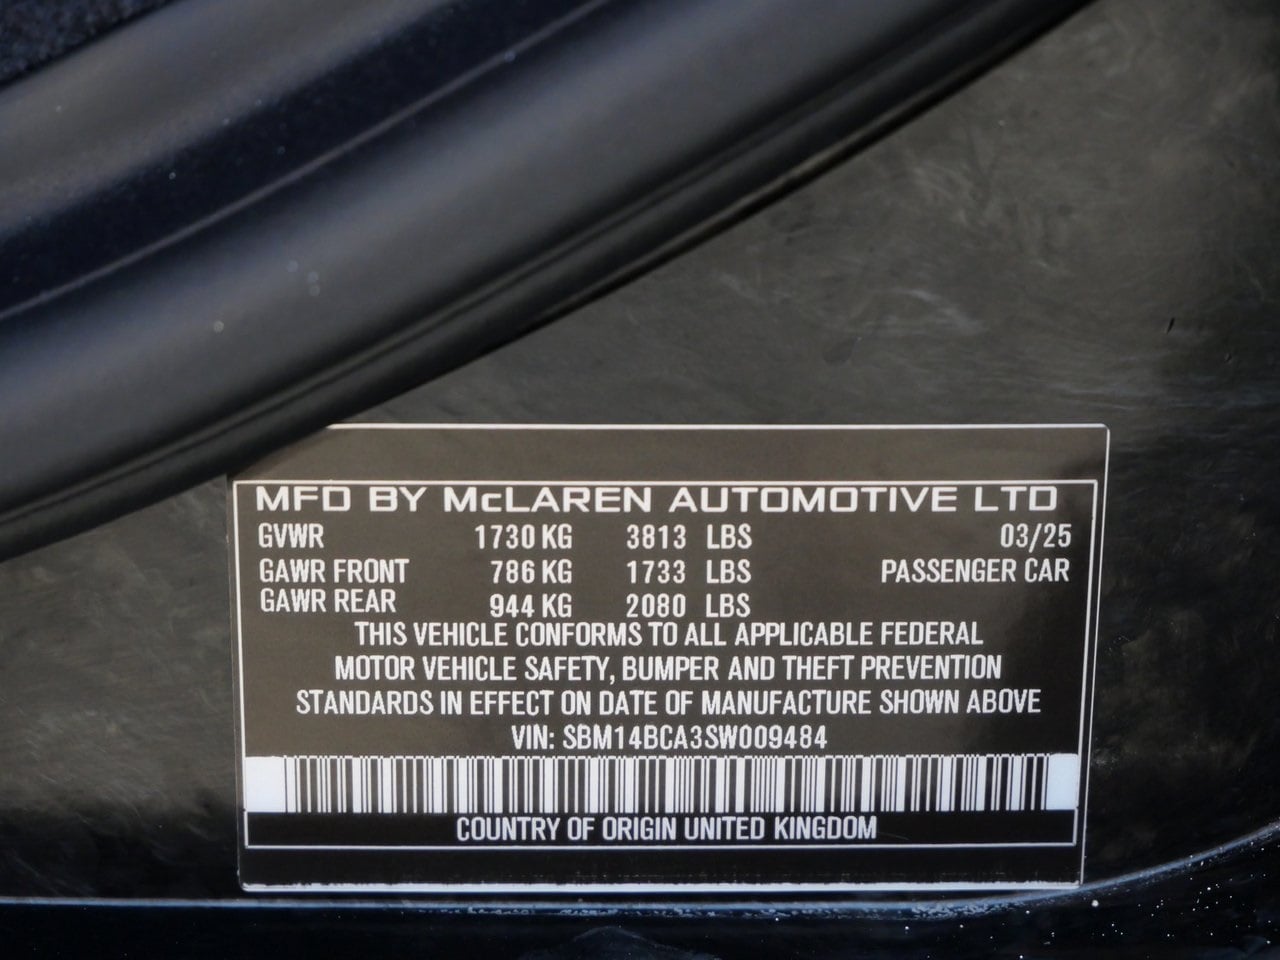 MFD BY McLAREN AUTOMOTIVE LTD
GVWR 1730 KG 3813 LBS 03/25
GAWR FRONT 786 KG 1733 LBS PASSENGER CAR
GAWR REAR 944 KG 2080 LBS
THIS VEHICLE CONFORMS TO ALL APPLICABLE FEDERAL
MOTOR VEHICLE SAFETY, BUMPER AND THEFT PREVENTION
STANDARDS IN EFFECT ON DATE OF MANUFACTURE SHOWN ABOVE
VIN: SBM14BCA3SW009484
COUNTRY OF ORIGIN UNITED KINGDOM